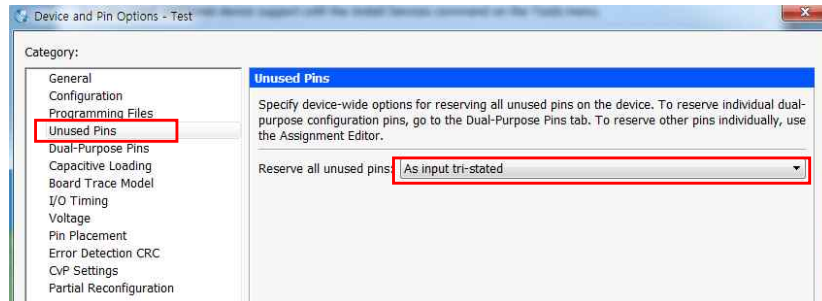 Device and Pin Options - Test
Category:
General
Configuration
Programming Files
Unused Pins
Dual-Purpose Pins
Capacitive Loading
Board Trace Model
I/O Timing
Voltage
Pin Placement
Error Detection CRC
CvP Settings
Partial Reconfiguration
Unused Pins
Specify device-wide options for reserving all unused pins on the device. To reserve individual dual-
purpose configuration pins, go to the Dual-Purpose Pins tab. To reserve other pins individually, use
the Assignment Editor.
Reserve all unused pins: As input tri-stated